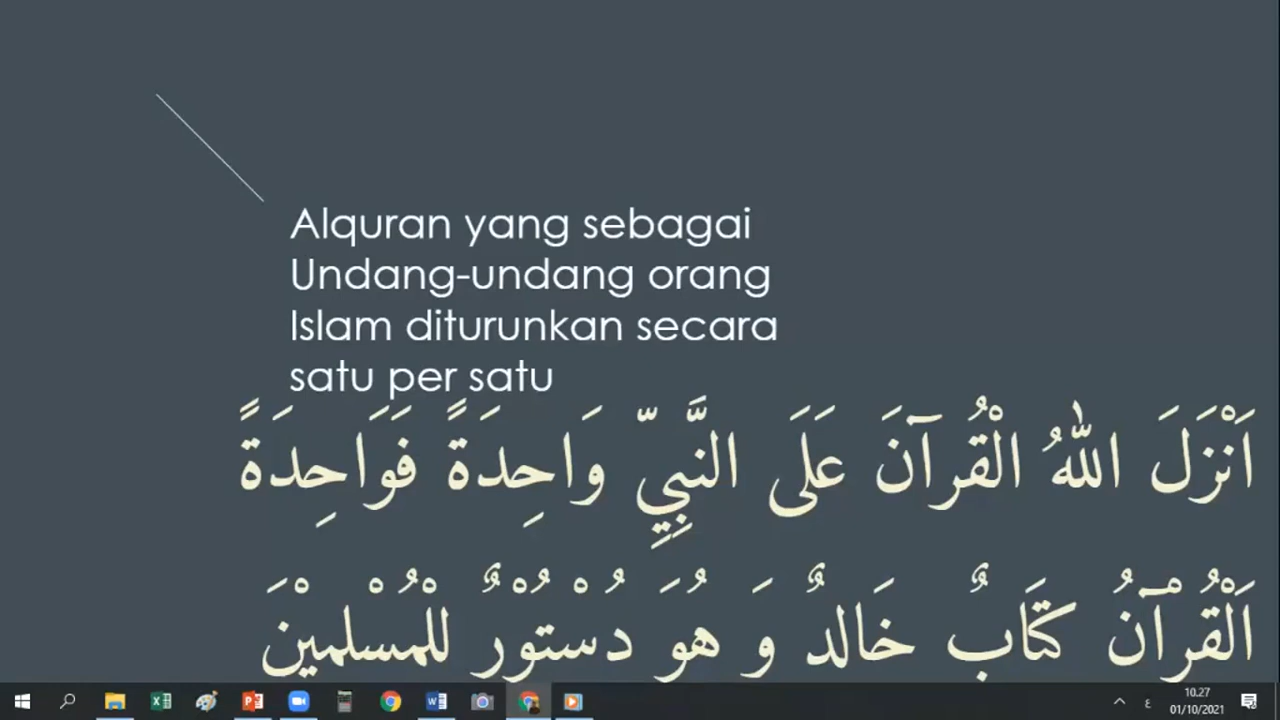 Alquran yang sebagai
Undang-undang orang
Islam diturunkan secara
satu per satu
اَنْزَلَ اللهُ الْقُرآنَ عَلَى النَّبِيِّ وَاحِدَةً فَوَاحِدَةً
اَلْقُرْآنُ كِتَابٌ خَالِدٌ وَ هُوَ دُسْتُوْرٌ لِلْمُسْلِمِيْنَ
ع
10.27
01/10/2021